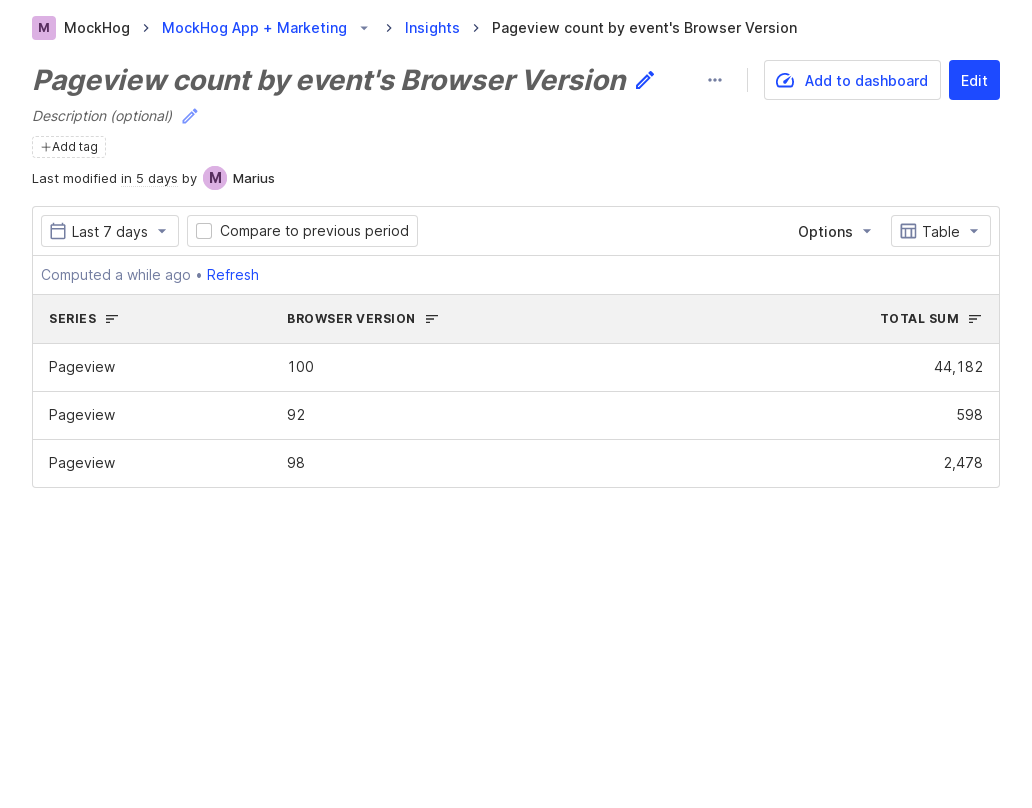 M MockHog MockHog App + Marketing Insights Pageview count by event's Browser Version
Pageview count by event's Browser Version
Add to dashboard Edit
Description (optional)
Add tag
Last modified in 5 days by M Marius
Last 7 days Compare to previous period Options Table
Computed a while ago • Refresh
SERIES BROWSER VERSION TOTAL SUM
Pageview 100 44,182
Pageview 92 598
Pageview 98 2,478